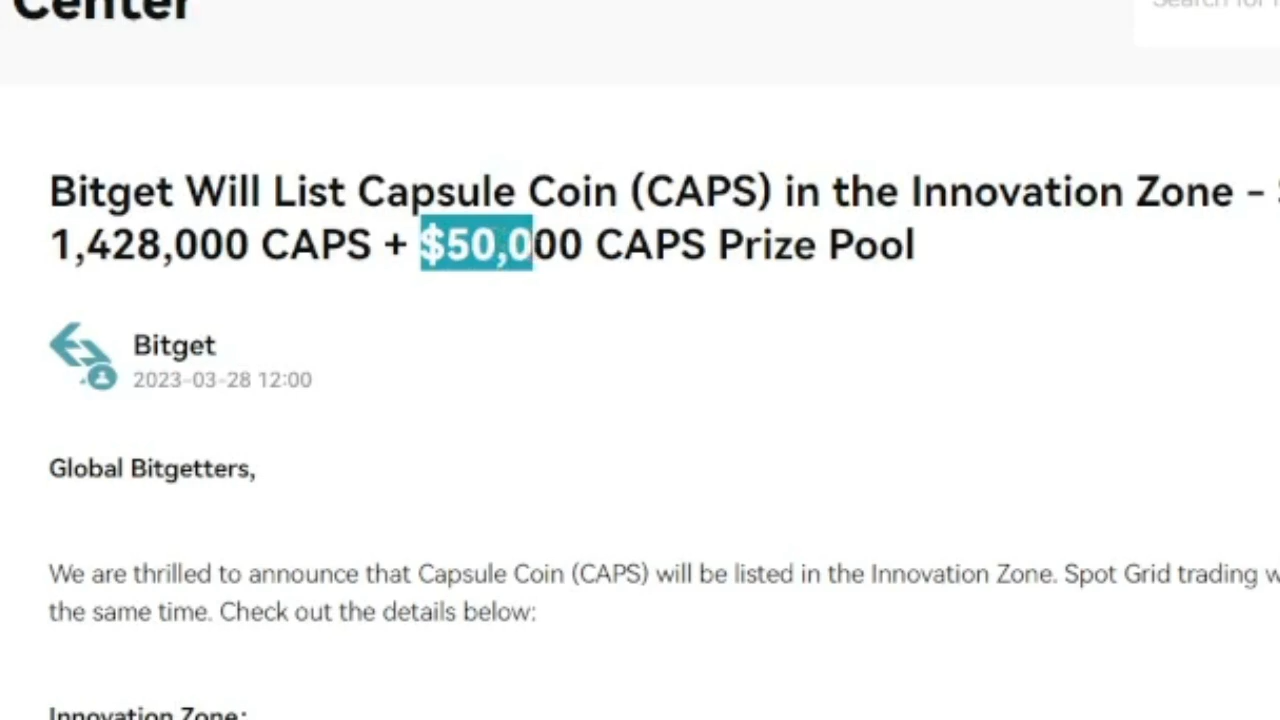 Center
Search for
Bitget Will List Capsule Coin (CAPS) in the Innovation Zone -
1,428,000 CAPS + $50,000 CAPS Prize Pool
Bitget
2023-03-28 12:00
Global Bitgetters,
We are thrilled to announce that Capsule Coin (CAPS) will be listed in the Innovation Zone. Spot Grid trading
the same time. Check out the details below:
Innovation Zone: